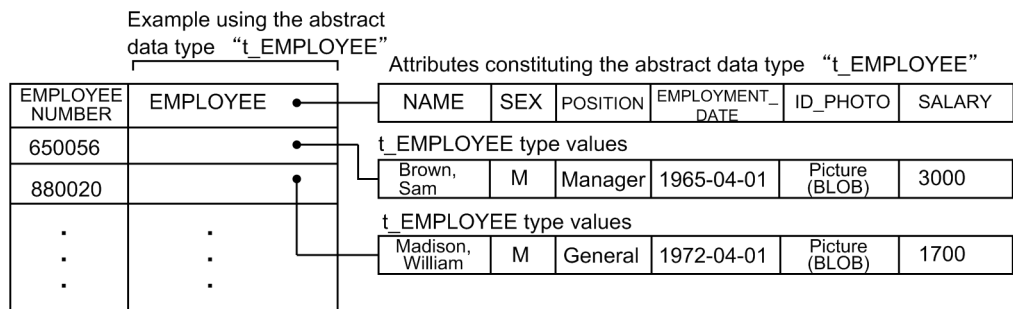 Example using the abstract
data type “t_EMPLOYEE”
Attributes constituting the abstract data type “t_EMPLOYEE”
EMPLOYEE
NUMBER
EMPLOYEE
NAME
SEX
POSITION
EMPLOYMENT_
DATE
ID_PHOTO
SALARY
650056
t_EMPLOYEE type values
Brown,
Sam
M
Manager
1965-04-01
Picture
(BLOB)
3000
880020
t_EMPLOYEE type values
Madison,
William
M
General
1972-04-01
Picture
(BLOB)
1700